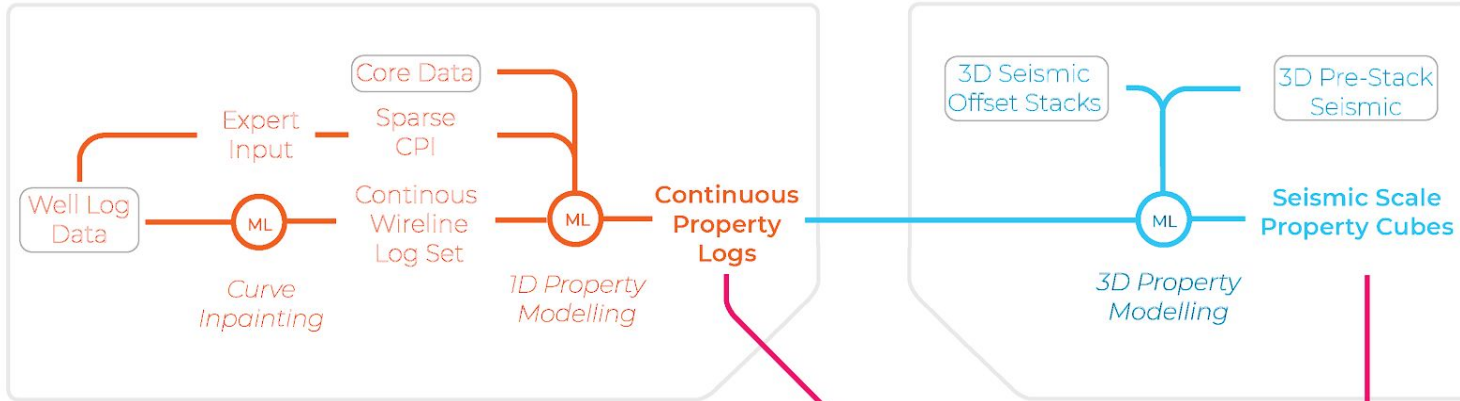 Core Data
Expert
Input
Sparse
CPI
Well Log
Data
ML
Continous
Wireline
Log Set
ML
Continuous
Property
Logs
Curve
Inpainting
1D Property
Modelling
3D Seismic
Offset Stacks
3D Pre-Stack
Seismic
ML
Seismic Scale
Property Cubes
3D Property
Modelling